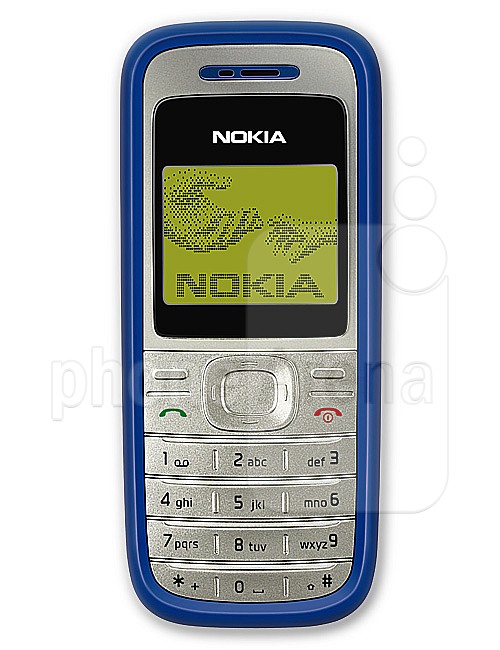 NOKIA
NOKIA
phonearena
1 2 abc def 3
4 ghi 5 jkl mno 6
7 pqrs 8 tuv wxyz 9
* + 0 #